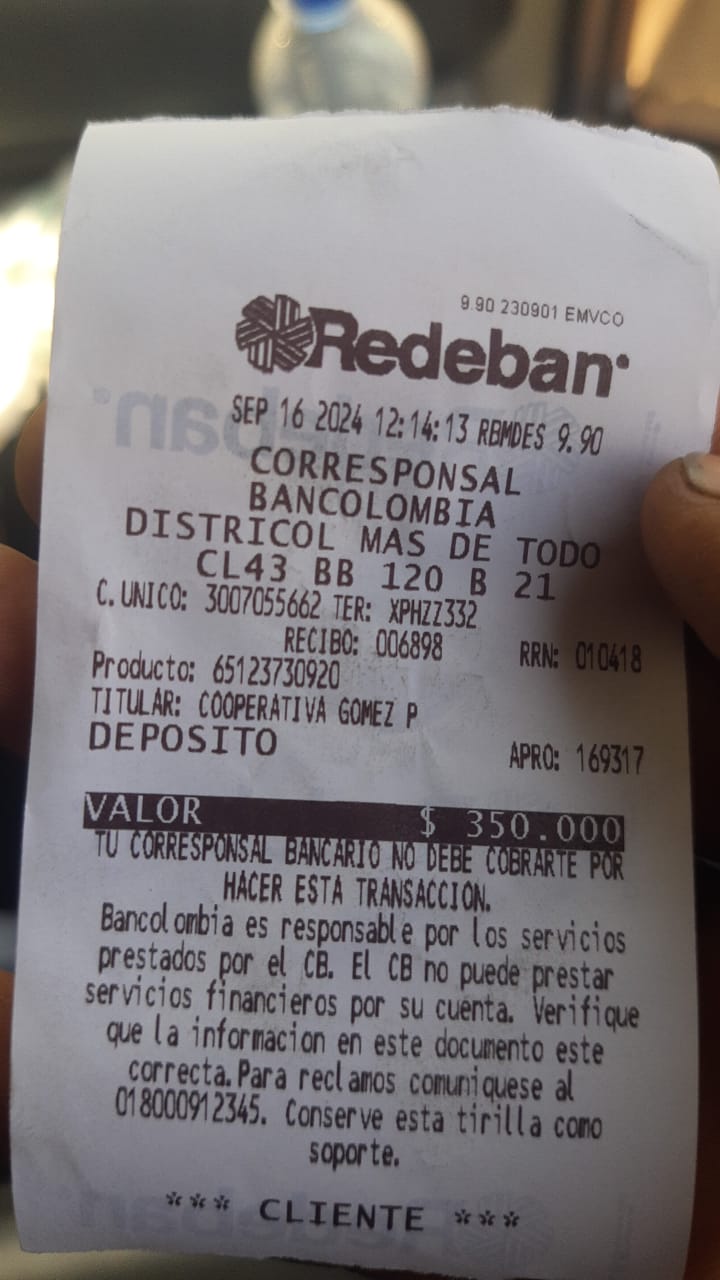 9.90 230901 EMVCO
Redeban
SEP 16 2024 12:14:13 RBMDES 9.90
CORRESPONSAL
BANCOLOMBIA
DISTRICOL MAS DE TODO
CL43 BB 120 B 21
C. UNICO: 3007055662 TER: XPHZZ332
RECIBO: 006898 RRN: 010418
Producto: 65123730920
TITULAR: COOPERATIVA GOMEZ P
DEPOSITO APRO: 169317
VALOR $ 350.000
TU CORRESPONSAL BANCARIO NO DEBE COBRARTE POR
HACER ESTA TRANSACCION.
Bancolombia es responsable por los servicios
prestados por el CB. El CB no puede prestar
servicios financieros por su cuenta. Verifique
que la informacion en este documento este
correcta.Para reclamos comuniquese al
018000912345. Conserve esta tirilla como
soporte.
*** CLIENTE ***